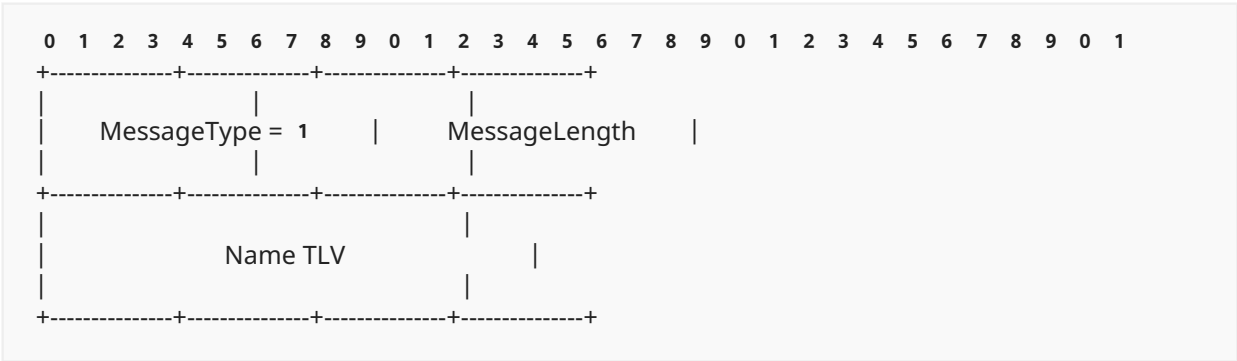 0 1 2 3 4 5 6 7 8 9 0 1 2 3 4 5 6 7 8 9 0 1 2 3 4 5 6 7 8 9 0 1
+---------------+---------------+---------------+---------------+
| | |
| MessageType = 1 | MessageLength |
| | |
+---------------+---------------+---------------+---------------+
| |
| Name TLV |
| |
+---------------+---------------+---------------+---------------+